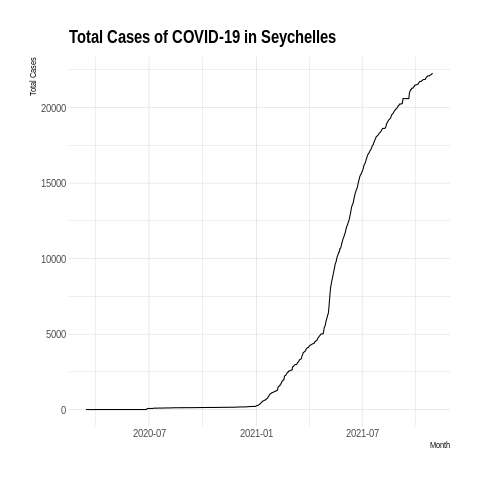 Total Cases of COVID-19 in Seychelles
Total Cases
20000
15000
10000
5000
0
2020-07 2021-01 2021-07
Month